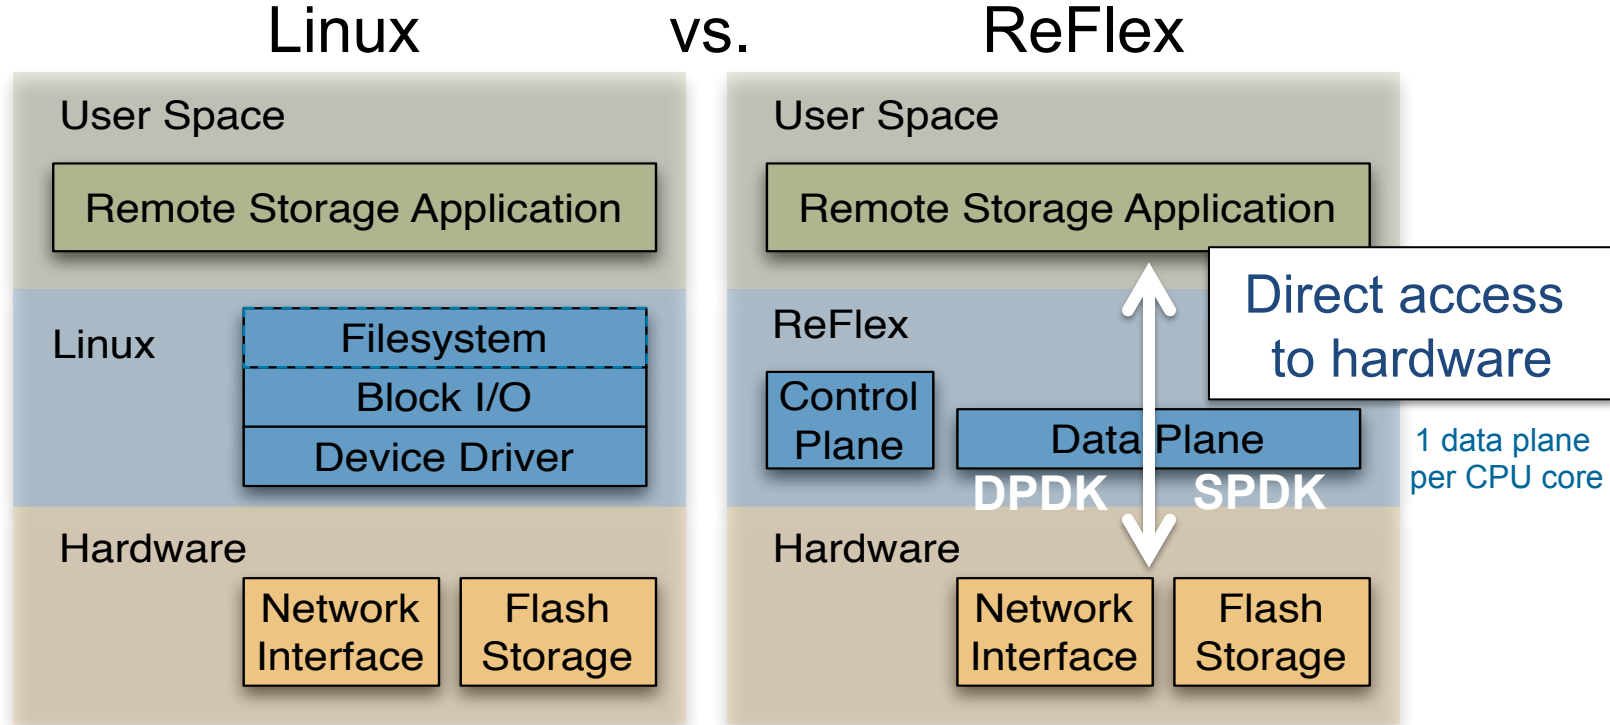 Linux vs. ReFlex
User Space
Remote Storage Application
Linux
Filesystem
Block I/O
Device Driver
Hardware
Network
Interface
Flash
Storage
User Space
Remote Storage Application
Direct access
to hardware
ReFlex
Control
Plane
Data Plane
1 data plane
per CPU core
DPDK
SPDK
Hardware
Network
Interface
Flash
Storage